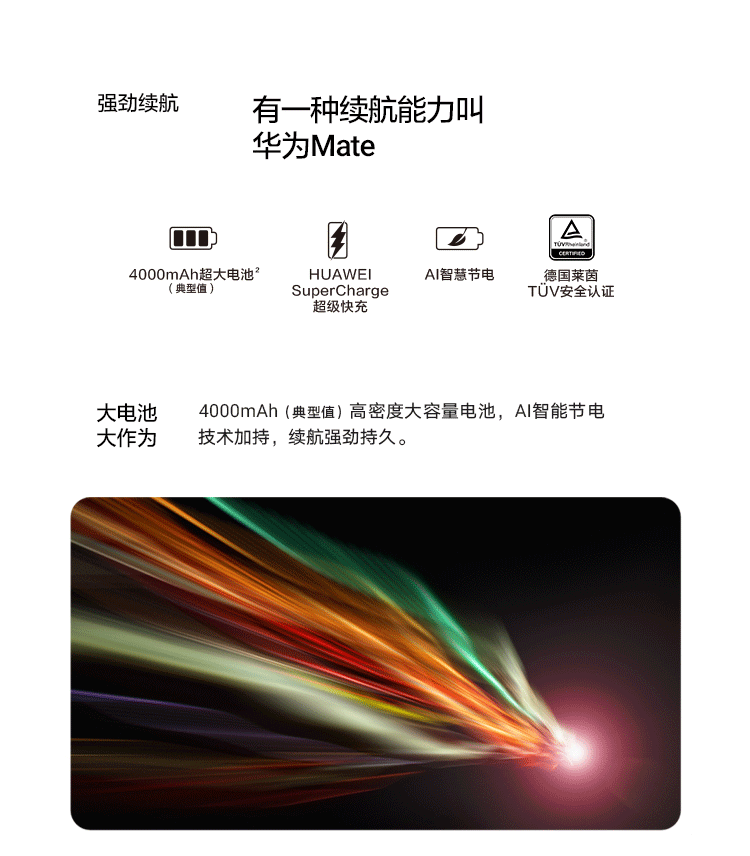 强劲续航
有一种续航能力叫
华为Mate
4000mAh超大电池²
（典型值）
HUAWEI
SuperCharge
超级快充
AI智慧节电
TÜVRheinland
CERTIFIED
德国莱茵
TÜV安全认证
大电池
大作为
4000mAh（典型值）高密度大容量电池，AI智能节电
技术加持，续航强劲持久。